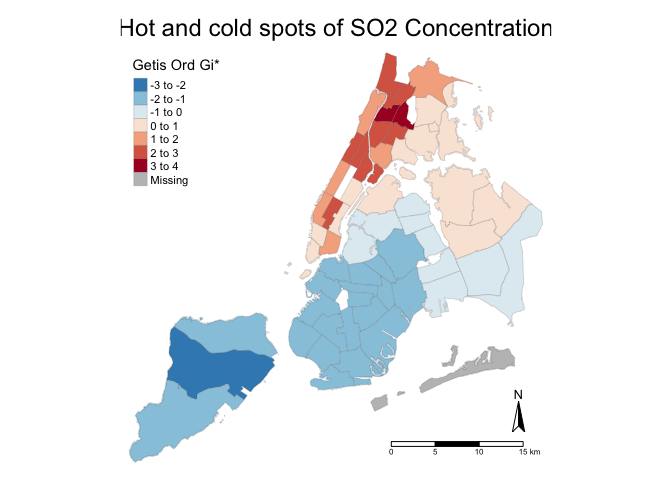 Hot and cold spots of SO2 Concentration
Getis Ord Gi*
-3 to -2
-2 to -1
-1 to 0
0 to 1
1 to 2
2 to 3
3 to 4
Missing
N
0 5 10 15 km